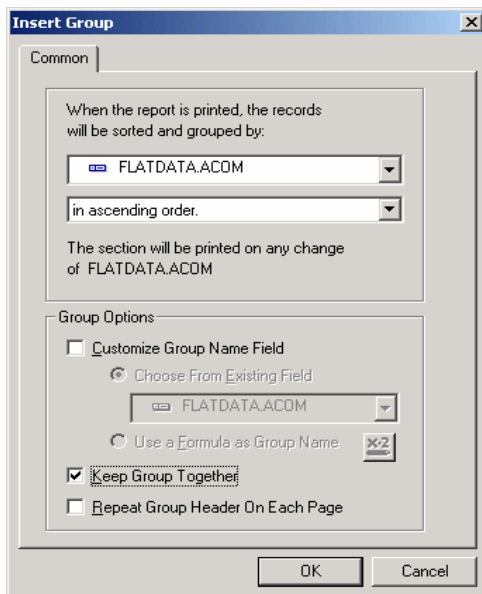 Insert Group
Common
When the report is printed, the records
will be sorted and grouped by:
FLATDATA.ACOM
in ascending order.
The section will be printed on any change
of FLATDATA.ACOM
Group Options
Customize Group Name Field
Choose From Existing Field
FLATDATA.ACOM
Use a Formula as Group Name
x·2
Keep Group Together
Repeat Group Header On Each Page
OK
Cancel